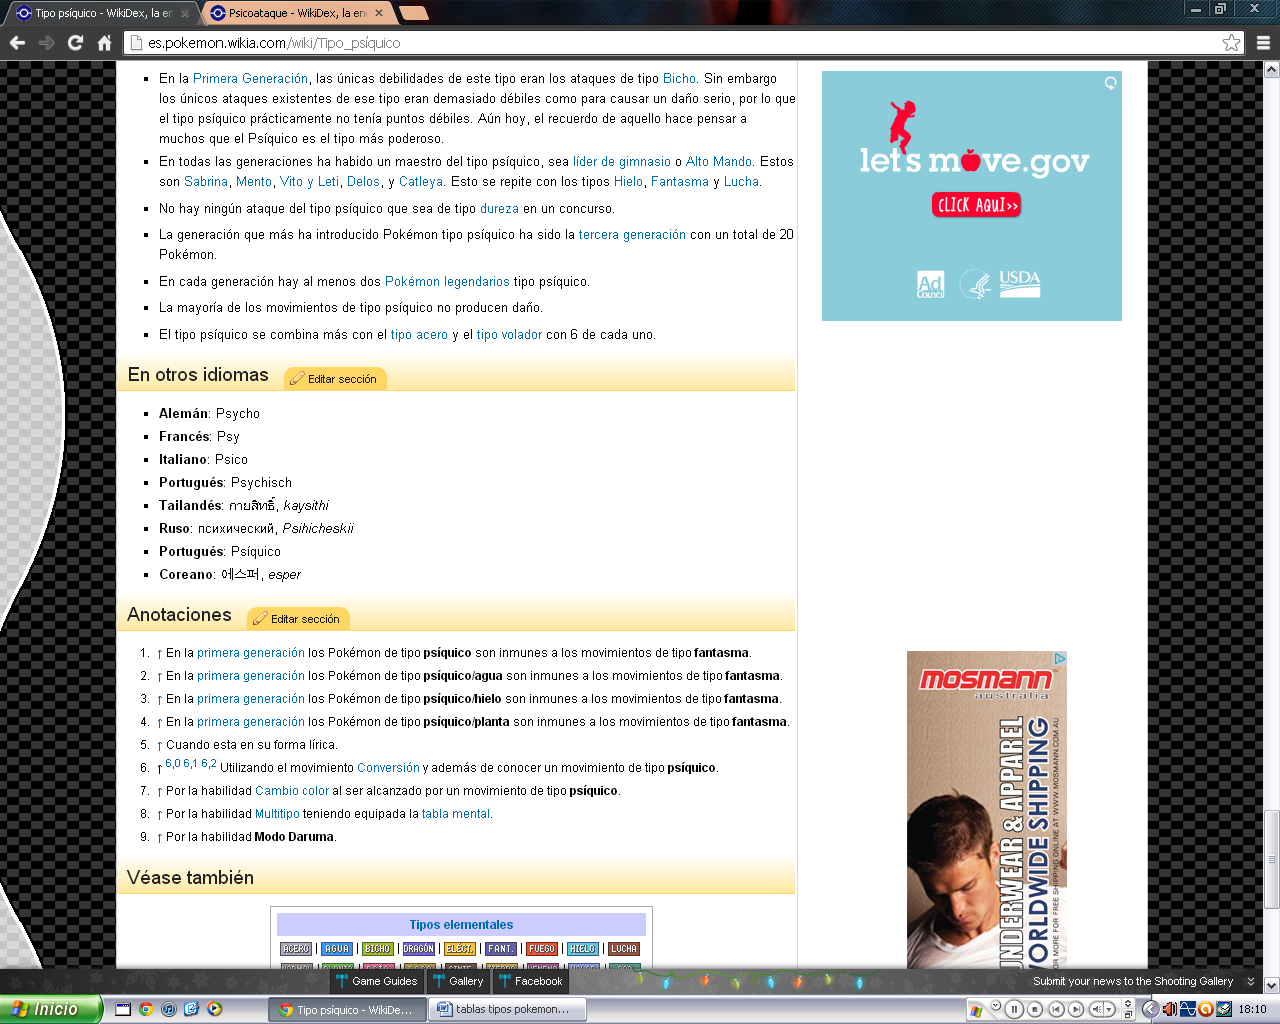 Tipo psíquico - WikiDex, la en
Psicoataque - WikiDex, la en
es.pokemon.wikia.com/wiki/Tipo_psíquico
En la Primera Generación, las únicas debilidades de este tipo eran los ataques de tipo Bicho. Sin embargo
los únicos ataques existentes de ese tipo eran demasiado débiles como para causar un daño serio, por lo que
el tipo psíquico prácticamente no tenía puntos débiles. Aún hoy, el recuerdo de aquello hace pensar a
muchos que el Psíquico es el tipo más poderoso.
En todas las generaciones ha habido un maestro del tipo psíquico, sea líder de gimnasio o Alto Mando. Estos
son Sabrina, Mento, Vito y Leti, Delos, y Catleya. Esto se repite con los tipos Hielo, Fantasma y Lucha.
No hay ningún ataque del tipo psíquico que sea de tipo dureza en un concurso.
La generación que más ha introducido Pokémon tipo psíquico ha sido la tercera generación con un total de 20
Pokémon.
En cada generación hay al menos dos Pokémon legendarios tipo psíquico.
La mayoría de los movimientos de tipo psíquico no producen daño.
El tipo psíquico se combina más con el tipo acero y el tipo volador con 6 de cada uno.
En otros idiomas
Editar sección
Alemán: Psycho
Francés: Psy
Italiano: Psico
Portugués: Psychisch
Tailandés: กายสิทธิ์, kaysithi
Ruso: психический, Psihicheskii
Portugués: Psíquico
Coreano: 에스퍼, esper
Anotaciones
Editar sección
1. ↑ En la primera generación los Pokémon de tipo psíquico son inmunes a los movimientos de tipo fantasma.
2. ↑ En la primera generación los Pokémon de tipo psíquico/agua son inmunes a los movimientos de tipo fantasma.
3. ↑ En la primera generación los Pokémon de tipo psíquico/hielo son inmunes a los movimientos de tipo fantasma.
4. ↑ En la primera generación los Pokémon de tipo psíquico/planta son inmunes a los movimientos de tipo fantasma.
5. ↑ Cuando esta en su forma lírica.
6. ↑ 6,0 6,1 6,2 Utilizando el movimiento Conversión y además de conocer un movimiento de tipo psíquico.
7. ↑ Por la habilidad Cambio color al ser alcanzado por un movimiento de tipo psíquico.
8. ↑ Por la habilidad Multitipo teniendo equipada la tabla mental.
9. ↑ Por la habilidad Modo Daruma.
Véase también
Tipos elementales
ACERO | AGUA | BICHO | DRAGÓN | ELÉCT. | FANT. | FUEGO | HIELO | LUCHA
let's move.gov
CLICK AQUI>>
Ad Council
USDA
mosmann
australia
UNDERWEAR & APPAREL
WORLDWIDE SHIPPING
OR MORE FOR FREE SHIPPING ONLINE AT WWW.MOSMANN.COM.AU
Game Guides
Gallery
Facebook
Submit your news to the Shooting Gallery
Inicio
Tipo psíquico - WikiDe...
tablas tipos pokemon...
18:10